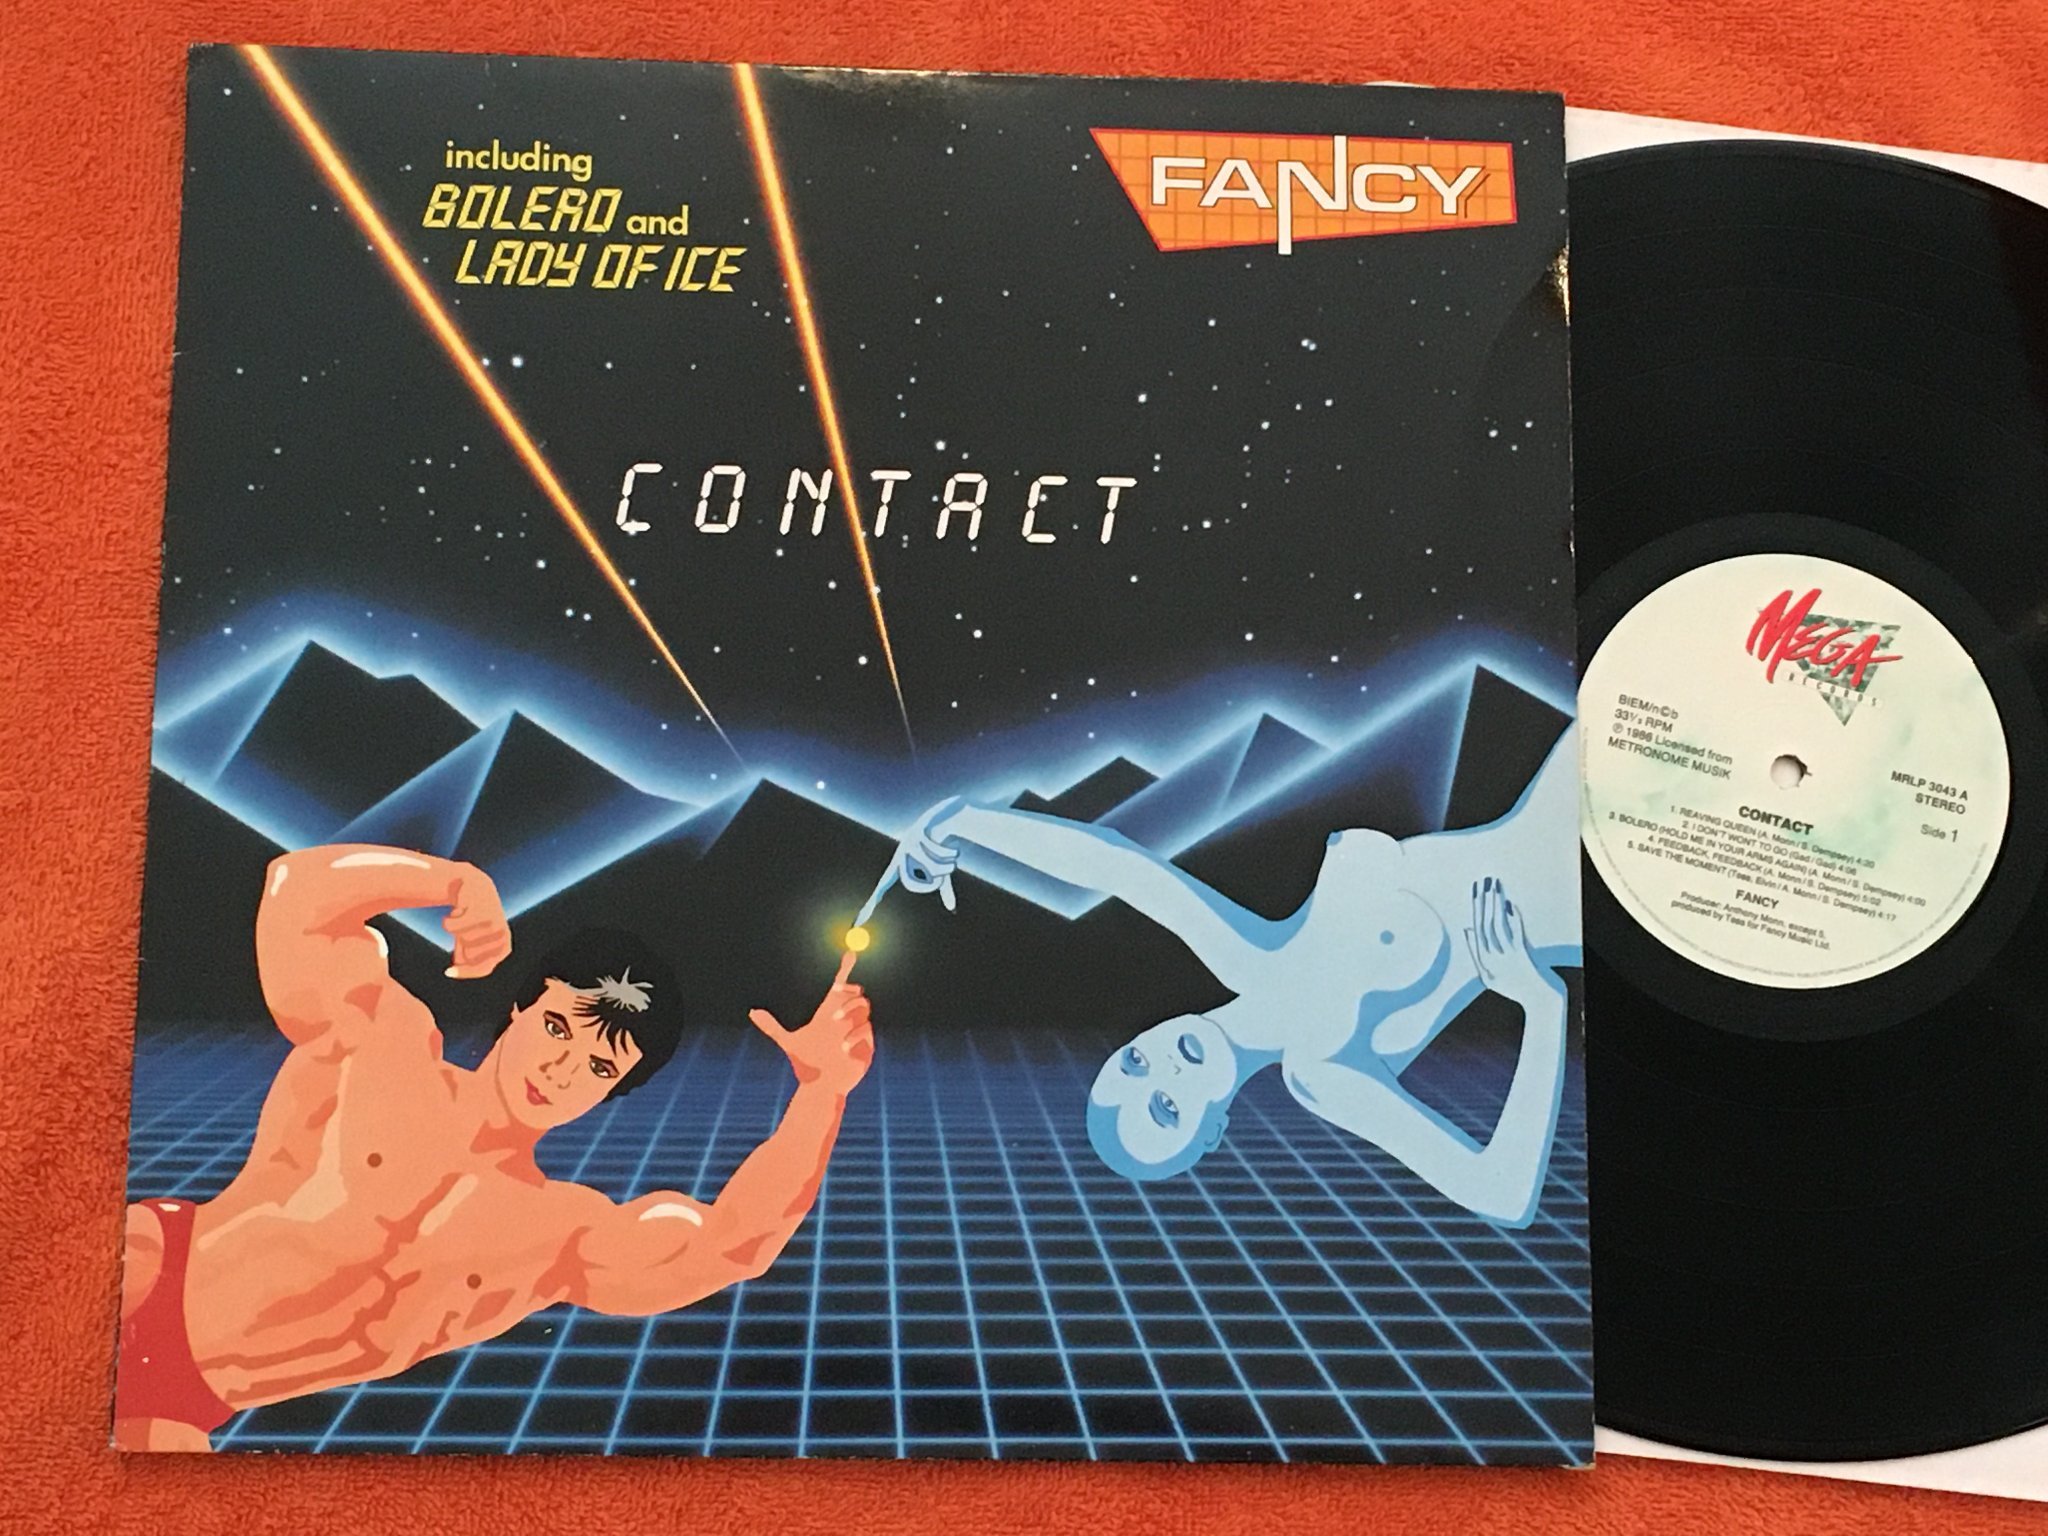 including
BOLERO and
LADY OF ICE
FANCY
CONTACT
MEGA
RECORDS
BIEM/n©b
33⅓ RPM
℗ 1986 Licensed from
METRONOME MUSIK
MRLP 3043 A
STEREO
Side 1
CONTACT
1. REAVING QUEEN (A. Monn / S. Dempsey) 4:20
2. I DON'T WONT TO GO (Gad / Gad) 4:06
3. BOLERO (HOLD ME IN YOUR ARMS AGAIN) (A. Monn / S. Dempsey) 4:00
4. FEEDBACK, FEEDBACK (A. Monn / S. Dempsey) 5:02
5. SAVE THE MOMENT (Tess, Elvin / A. Monn / S. Dempsey) 4:17
FANCY
Producer: Anthony Monn, except 5,
produced by Tess for Fancy Music Ltd.